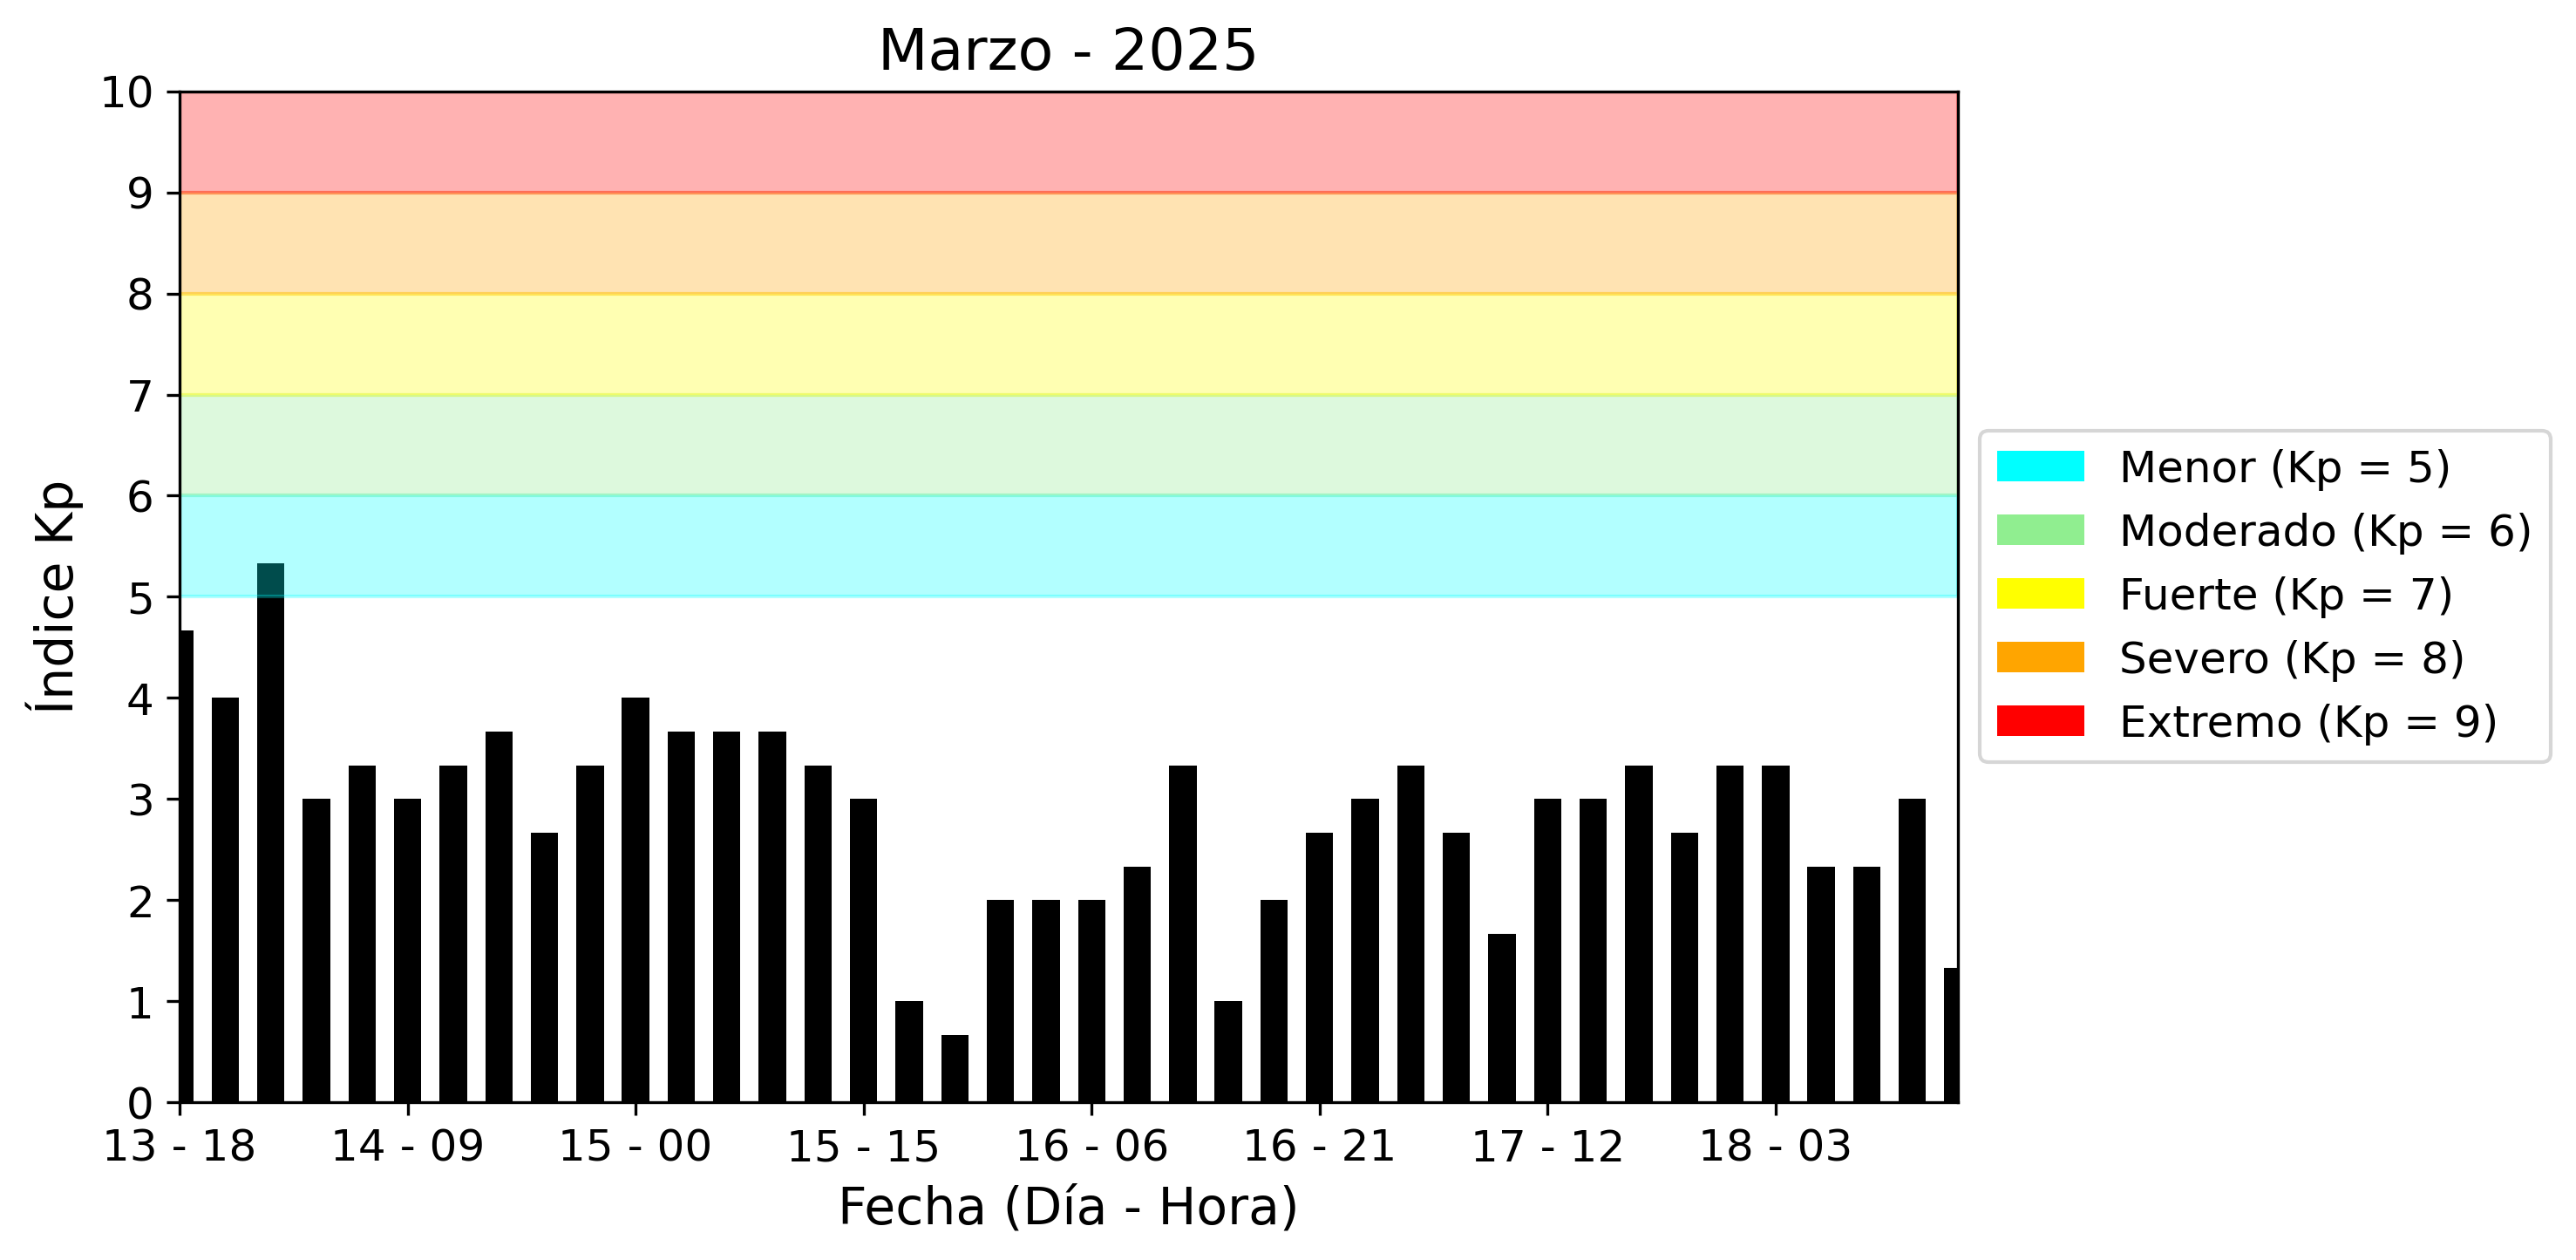 Marzo - 2025
10
9
8
7
6
5
4
3
2
1
0
Índice Kp
13 - 18
14 - 09
15 - 00
15 - 15
16 - 06
16 - 21
17 - 12
18 - 03
Fecha (Día - Hora)
Menor (Kp = 5)
Moderado (Kp = 6)
Fuerte (Kp = 7)
Severo (Kp = 8)
Extremo (Kp = 9)